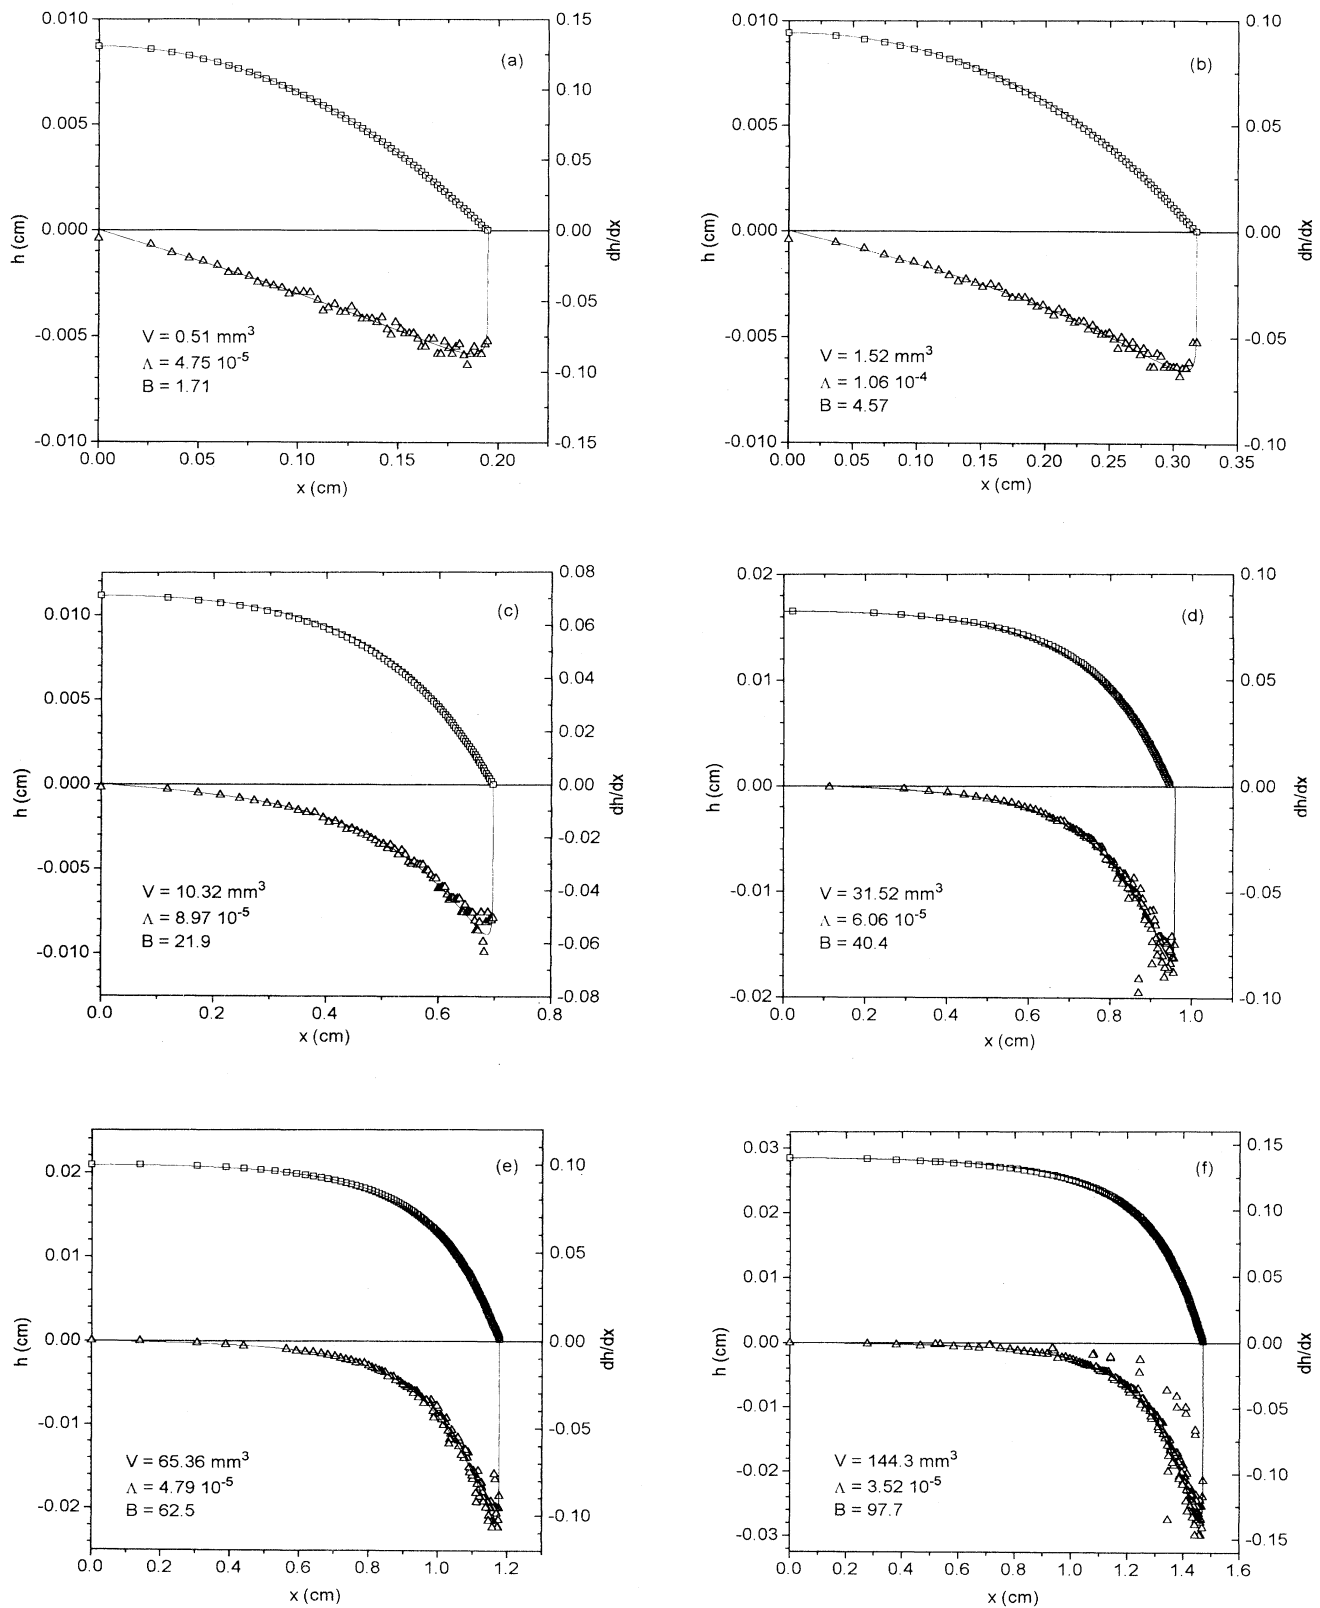 0.010
0.005
0.000
-0.005
-0.010
h (cm)
0.15
0.10
0.05
0.00
-0.05
-0.10
-0.15
dh/dx
(a)
V = 0.51 mm³
Λ = 4.75 10⁻⁵
B = 1.71
0.00 0.05 0.10 0.15 0.20
x (cm)
0.010
0.005
0.000
-0.005
-0.010
h (cm)
0.10
0.05
0.00
-0.05
-0.10
dh/dx
(b)
V = 1.52 mm³
Λ = 1.06 10⁻⁴
B = 4.57
0.00 0.05 0.10 0.15 0.20 0.25 0.30 0.35
x (cm)
0.010
0.005
0.000
-0.005
-0.010
h (cm)
0.08
0.06
0.04
0.02
0.00
-0.02
-0.04
-0.06
-0.08
dh/dx
(c)
V = 10.32 mm³
Λ = 8.97 10⁻⁵
B = 21.9
0.0 0.2 0.4 0.6 0.8
x (cm)
0.02
0.01
0.00
-0.01
-0.02
h (cm)
0.10
0.05
0.00
-0.05
-0.10
dh/dx
(d)
V = 31.52 mm³
Λ = 6.06 10⁻⁵
B = 40.4
0.0 0.2 0.4 0.6 0.8 1.0
x (cm)
0.02
0.01
0.00
-0.01
-0.02
h (cm)
0.10
0.05
0.00
-0.05
-0.10
dh/dx
(e)
V = 65.36 mm³
Λ = 4.79 10⁻⁵
B = 62.5
0.0 0.2 0.4 0.6 0.8 1.0 1.2
x (cm)
0.03
0.02
0.01
0.00
-0.01
-0.02
-0.03
h (cm)
0.15
0.10
0.05
0.00
-0.05
-0.10
-0.15
dh/dx
(f)
V = 144.3 mm³
Λ = 3.52 10⁻⁵
B = 97.7
0.0 0.2 0.4 0.6 0.8 1.0 1.2 1.4 1.6
x (cm)